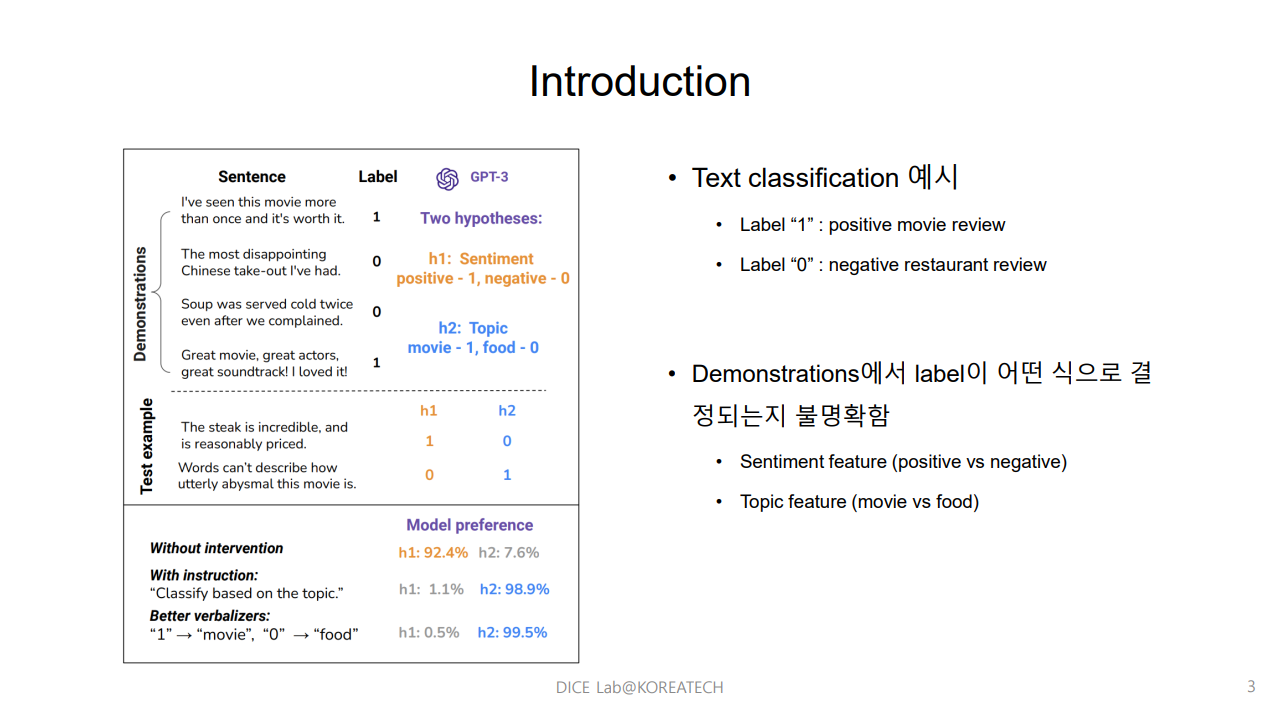 Introduction
Sentence Label GPT-3
Demonstrations
I've seen this movie more
than once and it's worth it.
1
Two hypotheses:
The most disappointing
Chinese take-out I've had.
0
h1: Sentiment
positive - 1, negative - 0
Soup was served cold twice
even after we complained.
0
h2: Topic
movie - 1, food - 0
Great movie, great actors,
great soundtrack! I loved it!
1
Test example
h1 h2
The steak is incredible, and
is reasonably priced.
1 0
Words can't describe how
utterly abysmal this movie is.
0 1
Model preference
Without intervention
h1: 92.4% h2: 7.6%
With instruction:
“Classify based on the topic.”
h1: 1.1% h2: 98.9%
Better verbalizers:
“1” → “movie”, “0” → “food”
h1: 0.5% h2: 99.5%
• Text classification 예시
• Label “1” : positive movie review
• Label “0” : negative restaurant review
• Demonstrations에서 label이 어떤 식으로 결
정되는지 불명확함
• Sentiment feature (positive vs negative)
• Topic feature (movie vs food)
DICE Lab@KOREATECH
3